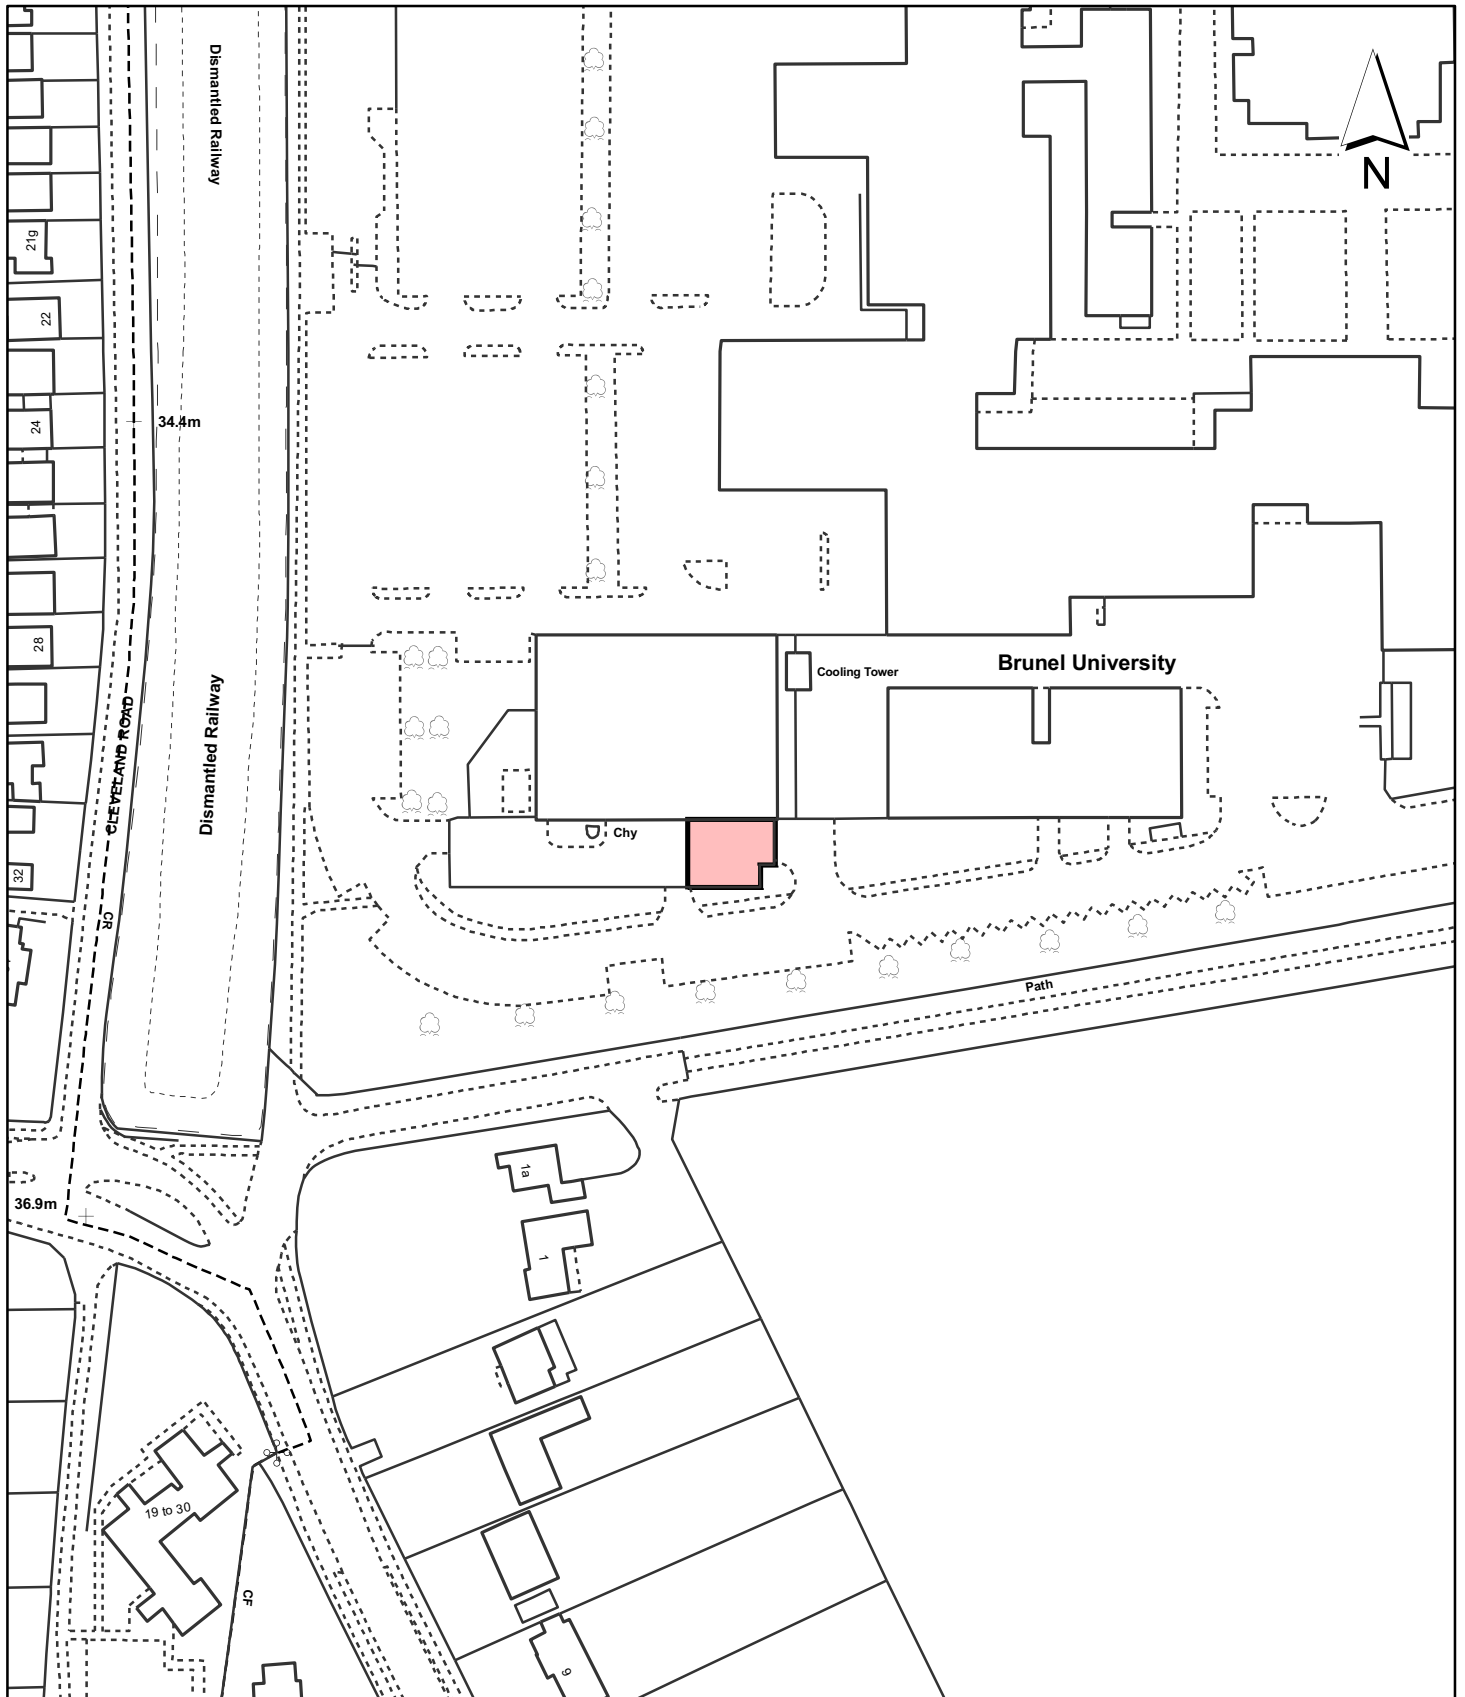 Dismantled Railway
N
21g
22
34.4m
24
28
Brunel University
Cooling Tower
CLEVELAND ROAD
Dismantled Railway
Chy
32
CR
Path
1a
36.9m
1
19 to 30
CF
9